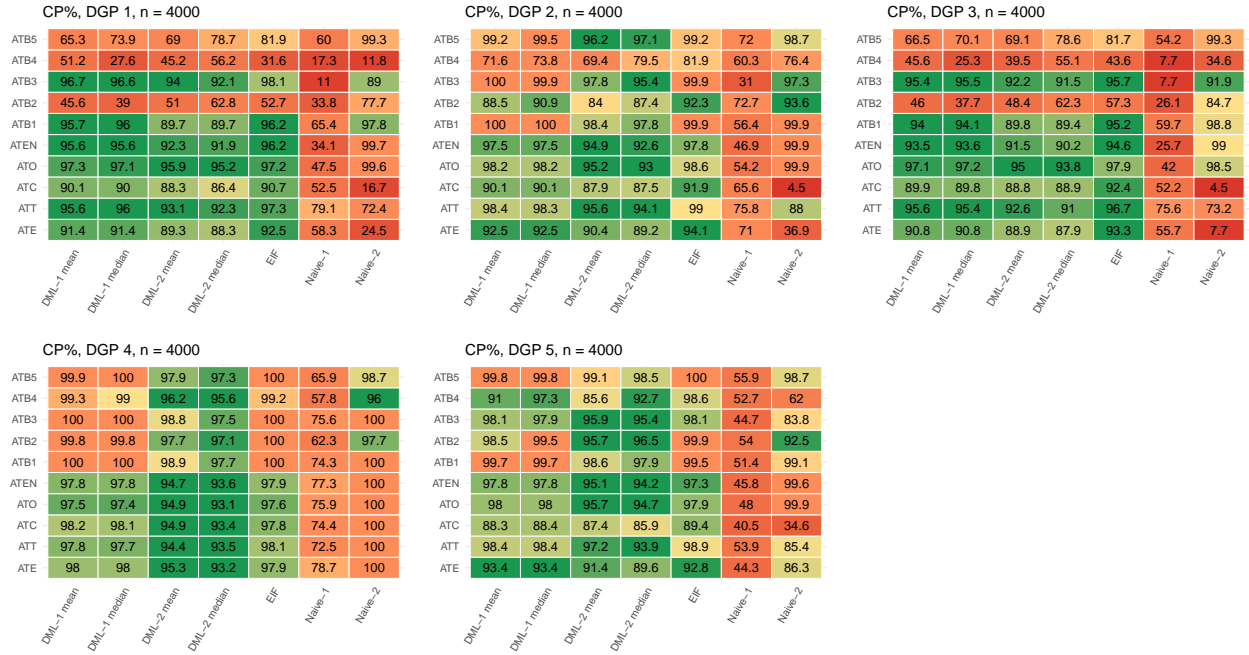 CP%, DGP 1, n = 4000
ATB5 65.3 73.9 69 78.7 81.9 60 99.3
ATB4 51.2 27.6 45.2 56.2 31.6 17.3 11.8
ATB3 96.7 96.6 94 92.1 98.1 11 89
ATB2 45.6 39 51 62.8 52.7 33.8 77.7
ATB1 95.7 96 89.7 89.7 96.2 65.4 97.8
ATEN 95.6 95.6 92.3 91.9 96.2 34.1 99.7
ATO 97.3 97.1 95.9 95.2 97.2 47.5 99.6
ATC 90.1 90 88.3 86.4 90.7 52.5 16.7
ATT 95.6 96 93.1 92.3 97.3 79.1 72.4
ATE 91.4 91.4 89.3 88.3 92.5 58.3 24.5
DML−1 mean DML−1 median DML−2 mean DML−2 median EIF Naive−1 Naive−2
CP%, DGP 2, n = 4000
ATB5 99.2 99.5 96.2 97.1 99.2 72 98.7
ATB4 71.6 73.8 69.4 79.5 81.9 60.3 76.4
ATB3 100 99.9 97.8 95.4 99.9 31 97.3
ATB2 88.5 90.9 84 87.4 92.3 72.7 93.6
ATB1 100 100 98.4 97.8 99.9 56.4 99.9
ATEN 97.5 97.5 94.9 92.6 97.8 46.9 99.9
ATO 98.2 98.2 95.2 93 98.6 54.2 99.9
ATC 90.1 90.1 87.9 87.5 91.9 65.6 4.5
ATT 98.4 98.3 95.6 94.1 99 75.8 88
ATE 92.5 92.5 90.4 89.2 94.1 71 36.9
DML−1 mean DML−1 median DML−2 mean DML−2 median EIF Naive−1 Naive−2
CP%, DGP 3, n = 4000
ATB5 66.5 70.1 69.1 78.6 81.7 54.2 99.3
ATB4 45.6 25.3 39.5 55.1 43.6 7.7 34.6
ATB3 95.4 95.5 92.2 91.5 95.7 7.7 91.9
ATB2 46 37.7 48.4 62.3 57.3 26.1 84.7
ATB1 94 94.1 89.8 89.4 95.2 59.7 98.8
ATEN 93.5 93.6 91.5 90.2 94.6 25.7 99
ATO 97.1 97.2 95 93.8 97.9 42 98.5
ATC 89.9 89.8 88.8 88.9 92.4 52.2 4.5
ATT 95.6 95.4 92.6 91 96.7 75.6 73.2
ATE 90.8 90.8 88.9 87.9 93.3 55.7 7.7
DML−1 mean DML−1 median DML−2 mean DML−2 median EIF Naive−1 Naive−2
CP%, DGP 4, n = 4000
ATB5 99.9 100 97.9 97.3 100 65.9 98.7
ATB4 99.3 99 96.2 95.6 99.2 57.8 96
ATB3 100 100 98.8 97.5 100 75.6 100
ATB2 99.8 99.8 97.7 97.1 100 62.3 97.7
ATB1 100 100 98.9 97.7 100 74.3 100
ATEN 97.8 97.8 94.7 93.6 97.9 77.3 100
ATO 97.5 97.4 94.9 93.1 97.6 75.9 100
ATC 98.2 98.1 94.9 93.4 97.8 74.4 100
ATT 97.8 97.7 94.4 93.5 98.1 72.5 100
ATE 98 98 95.3 93.2 97.9 78.7 100
DML−1 mean DML−1 median DML−2 mean DML−2 median EIF Naive−1 Naive−2
CP%, DGP 5, n = 4000
ATB5 99.8 99.8 99.1 98.5 100 55.9 98.7
ATB4 91 97.3 85.6 92.7 98.6 52.7 62
ATB3 98.1 97.9 95.9 95.4 98.1 44.7 83.8
ATB2 98.5 99.5 95.7 96.5 99.9 54 92.5
ATB1 99.7 99.7 98.6 97.9 99.5 51.4 99.1
ATEN 97.8 97.8 95.1 94.2 97.3 45.8 99.6
ATO 98 98 95.7 94.7 97.9 48 99.9
ATC 88.3 88.4 87.4 85.9 89.4 40.5 34.6
ATT 98.4 98.4 97.2 93.9 98.9 53.9 85.4
ATE 93.4 93.4 91.4 89.6 92.8 44.3 86.3
DML−1 mean DML−1 median DML−2 mean DML−2 median EIF Naive−1 Naive−2